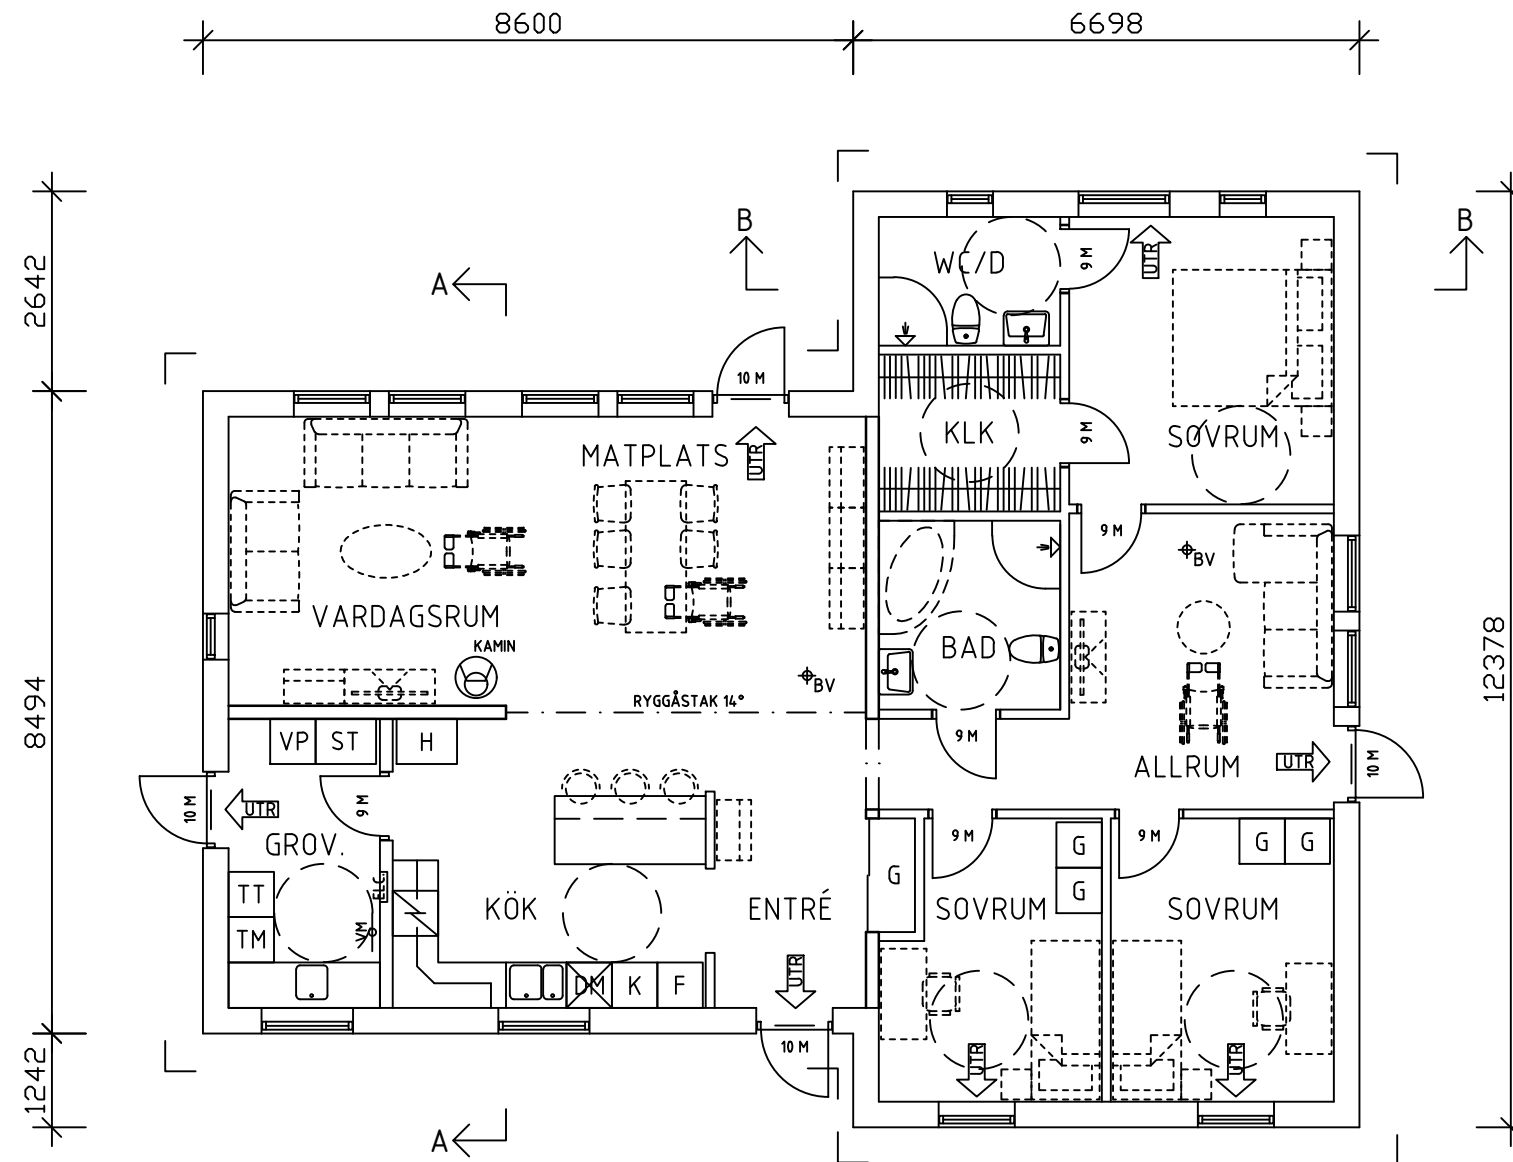 8600
6698
B
B
A
2642
WC/D
9 M
UTR
10 M
KLK
9 M
SOVRUM
MATPLATS
UTR
9 M
BV
VARDAGSRUM
KAMIN
BAD
12378
BV
RYGGÅSTAK 14°
8494
VP
ST
H
9 M
ALLRUM
UTR
10 M
10 M
UTR
9 M
GROV.
9 M
9 M
G
G
G
G
G
ELC
TT
TM
VM
KÖK
ENTRÉ
SOVRUM
SOVRUM
DM
K
F
UTR
10 M
UTR
UTR
1242
A